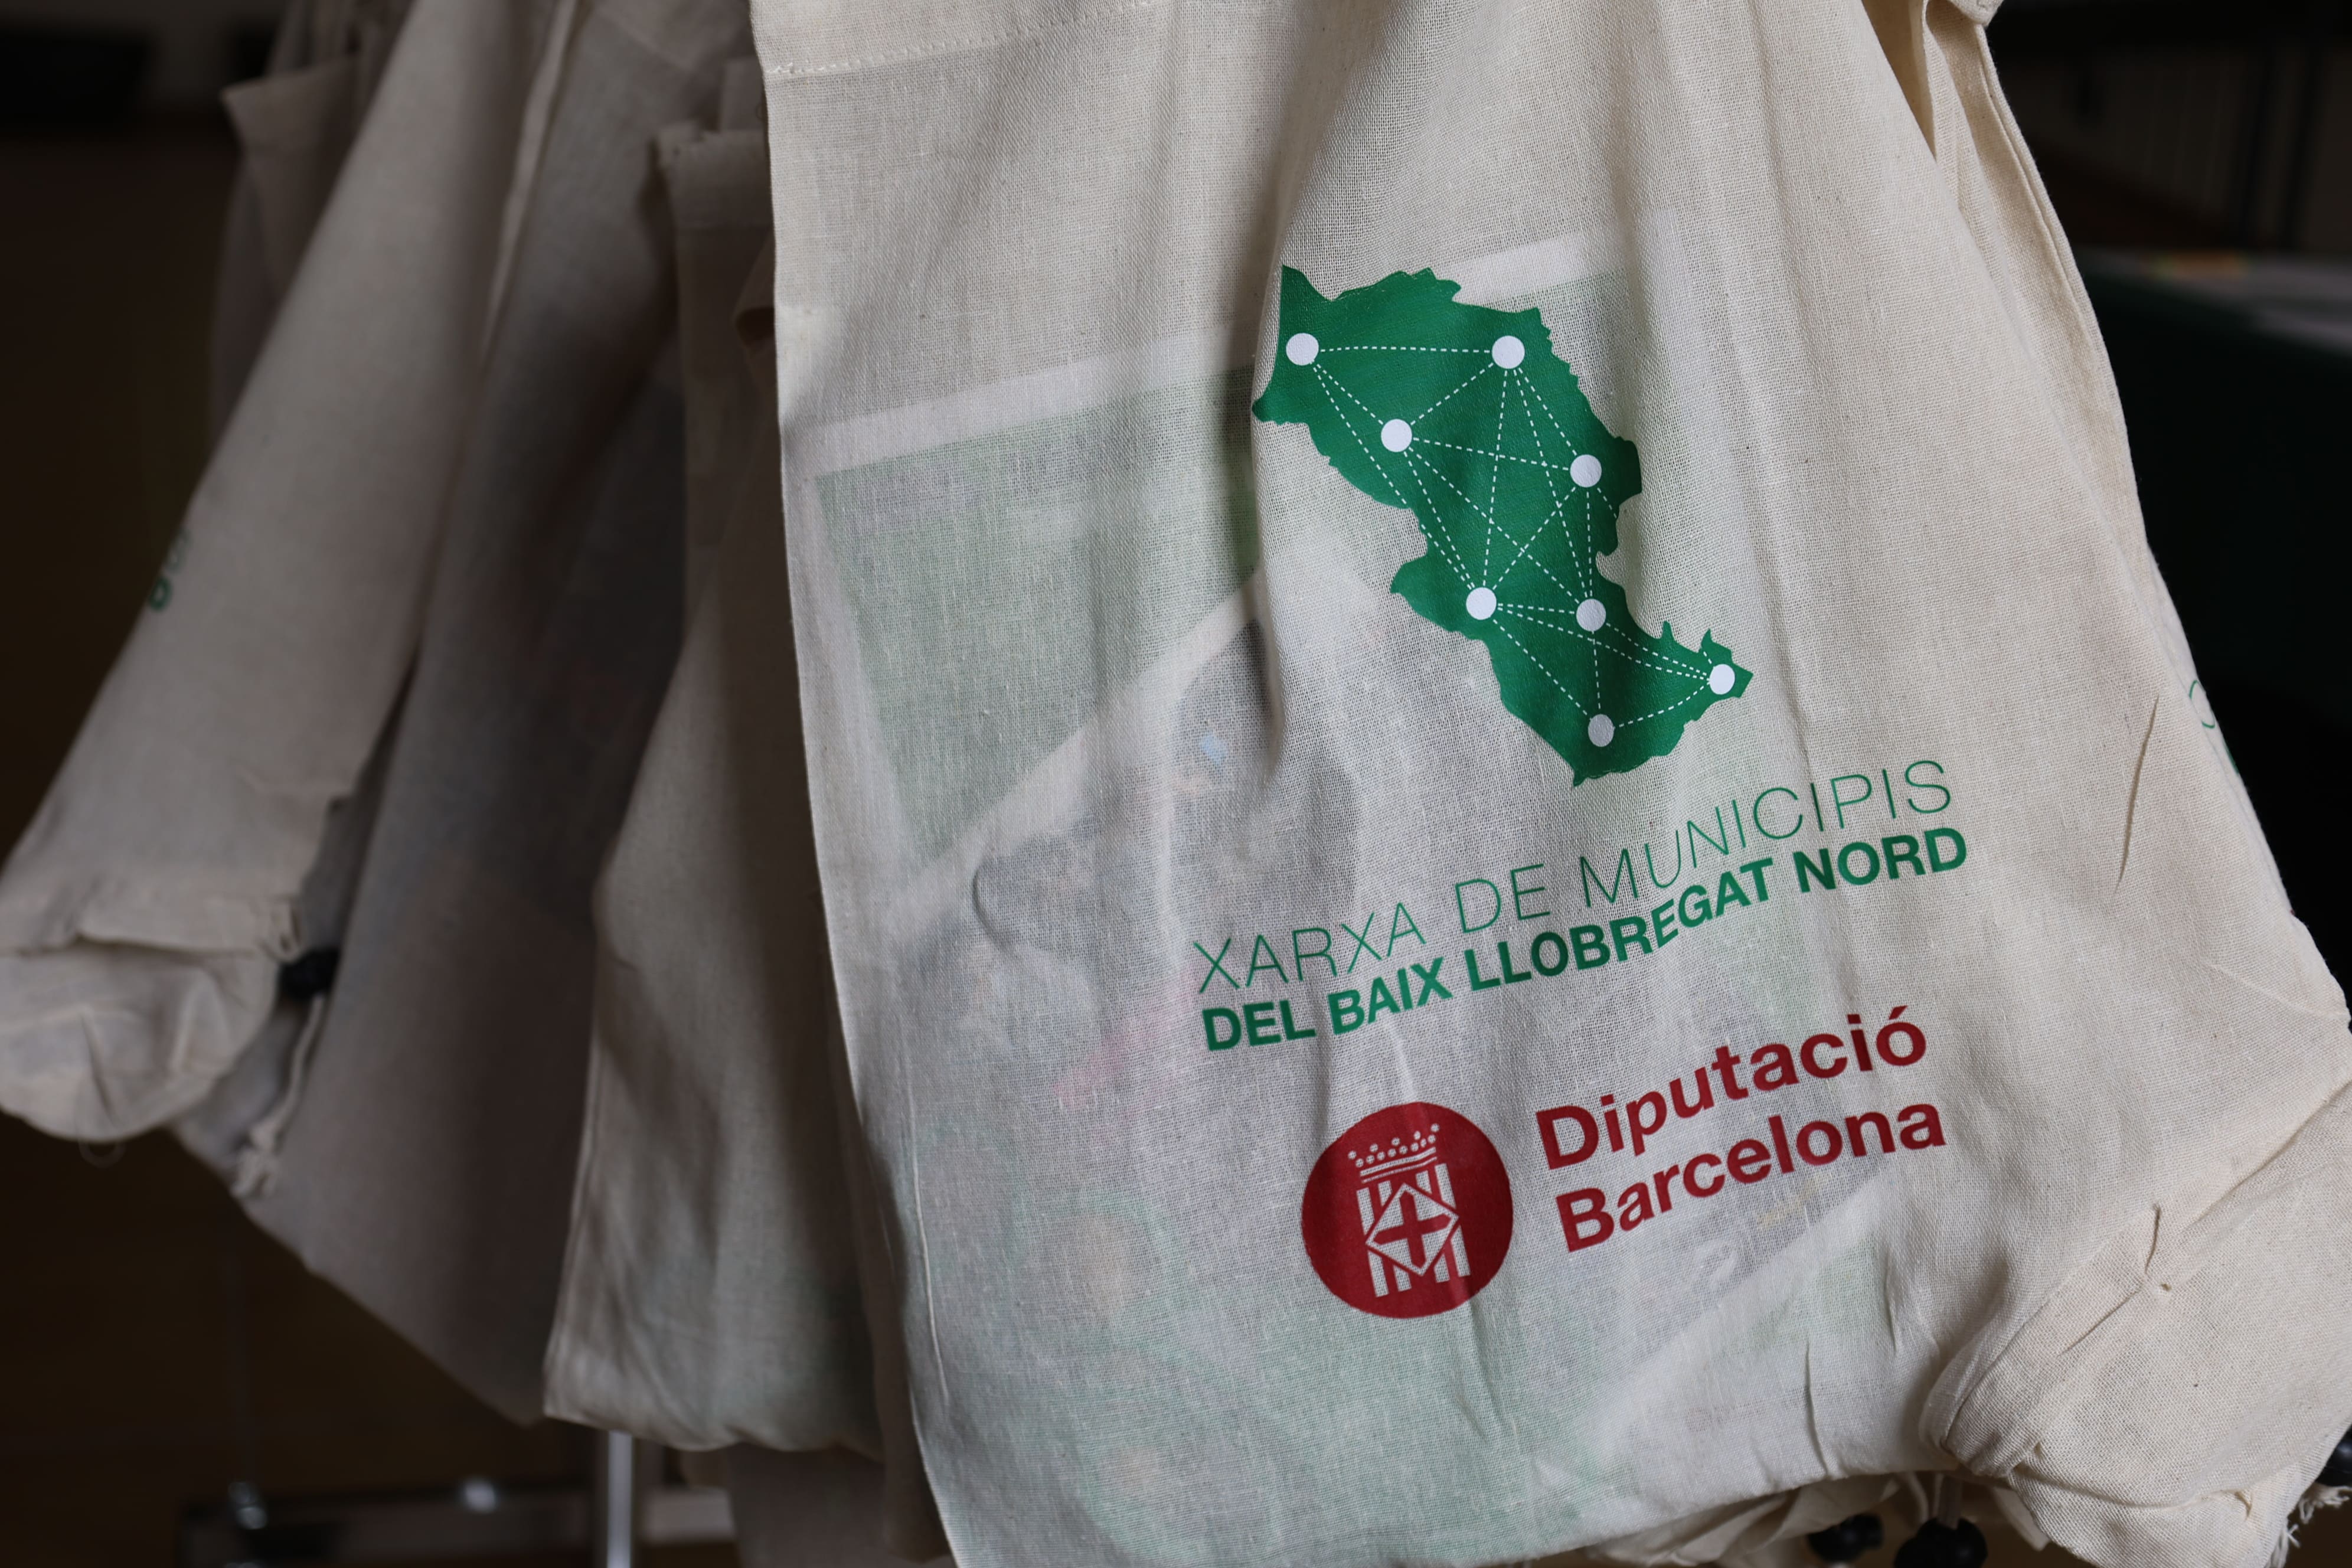 XARXA DE MUNICIPIS
DEL BAIX LLOBREGAT NORD
Diputació
Barcelona